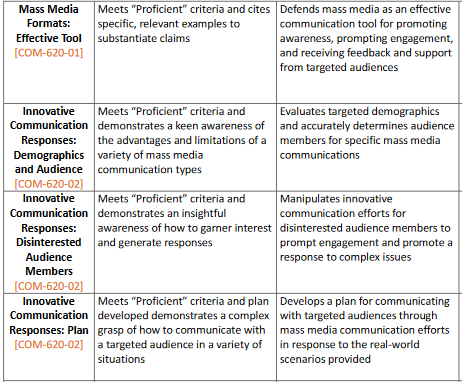 Mass Media
Formats:
Effective Tool
[COM-620-01]
Meets “Proficient” criteria and cites
specific, relevant examples to
substantiate claims
Defends mass media as an effective
communication tool for promoting
awareness, prompting engagement,
and receiving feedback and support
from targeted audiences
Innovative
Communication
Responses:
Demographics
and Audience
[COM-620-02]
Meets “Proficient” criteria and
demonstrates a keen awareness of
the advantages and limitations of a
variety of mass media
communication types
Evaluates targeted demographics
and accurately determines audience
members for specific mass media
communications
Innovative
Communication
Responses:
Disinterested
Audience
Members
[COM-620-02]
Meets “Proficient” criteria and
demonstrates an insightful
awareness of how to garner interest
and generate responses
Manipulates innovative
communication efforts for
disinterested audience members to
prompt engagement and promote a
response to complex issues
Innovative
Communication
Responses: Plan
[COM-620-02]
Meets “Proficient” criteria and plan
developed demonstrates a complex
grasp of how to communicate with
a targeted audience in a variety of
situations
Develops a plan for communicating
with targeted audiences through
mass media communication efforts
in response to the real-world
scenarios provided